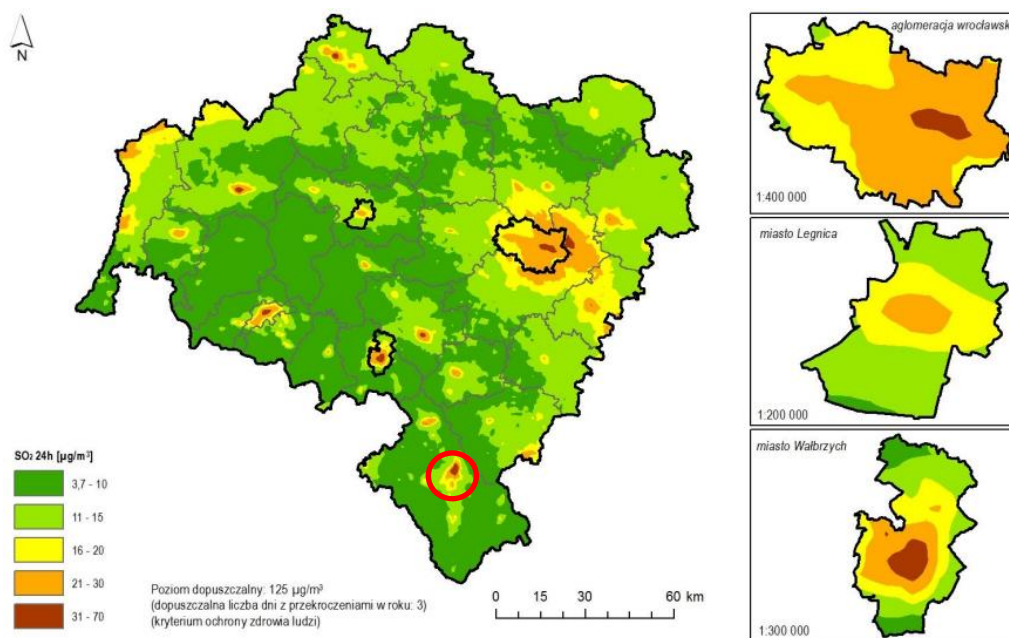 N
SO₂ 24h [µg/m³]
3,7 - 10
11 - 15
16 - 20
21 - 30
31 - 70
Poziom dopuszczalny: 125 µg/m³
(dopuszczalna liczba dni z przekroczeniami w roku: 3)
(kryterium ochrony zdrowia ludzi)
0 15 30 60 km
aglomeracja wrocławsk
1:400 000
miasto Legnica
1:200 000
miasto Wałbrzych
1:300 000